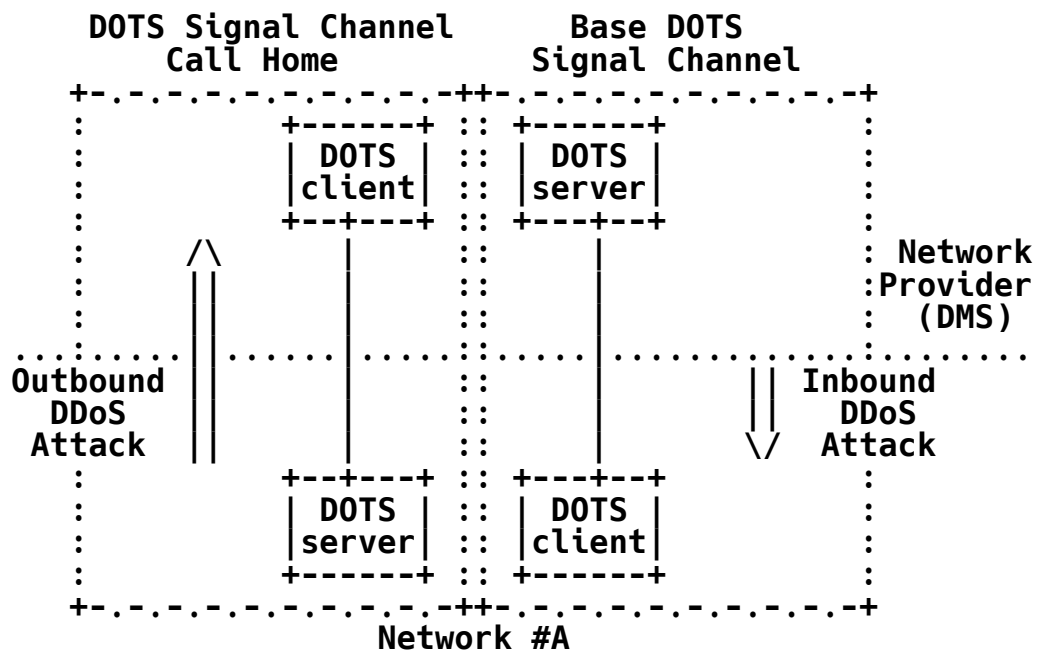 DOTS Signal Channel Base DOTS
Call Home Signal Channel
DOTS DOTS
client server
Network
Provider
(DMS)
Outbound Inbound
DDoS DDoS
Attack Attack
DOTS DOTS
server client
Network #A